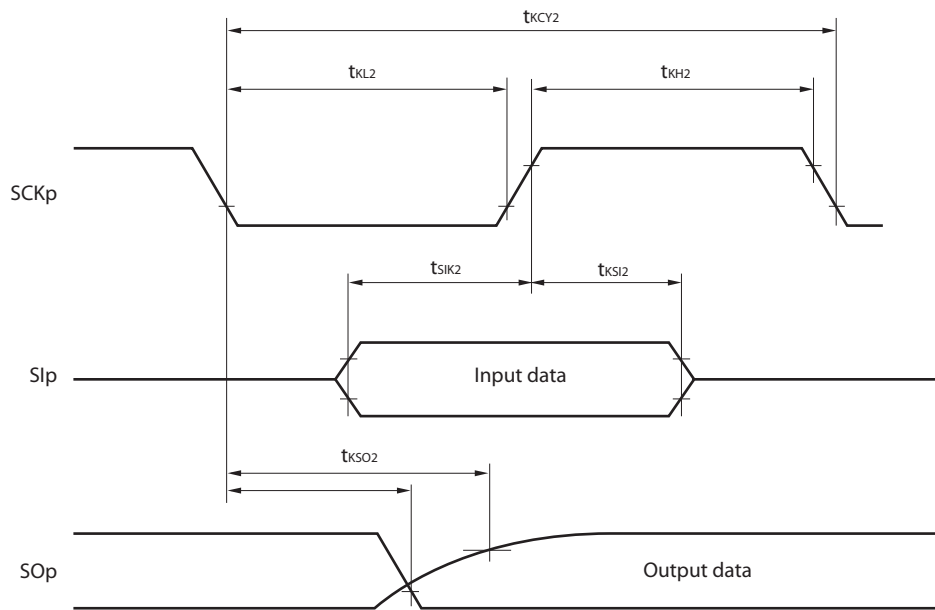 tKCY2
tKL2
tKH2
SCKp
tSIK2
tKSI2
SIp
Input data
tKSO2
SOp
Output data